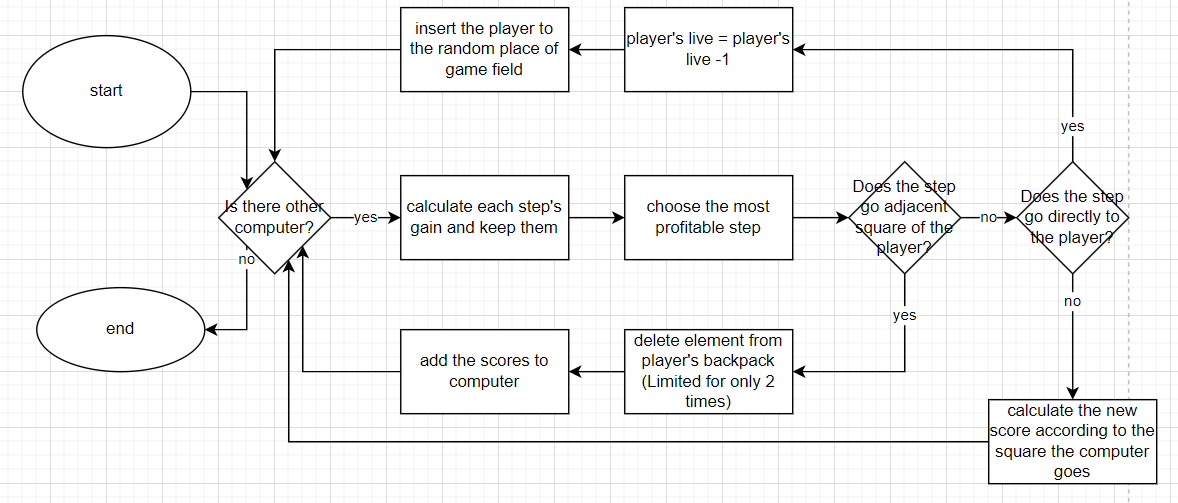 insert the player to
the random place of
game field
player's live = player's
live -1
start
yes
Is there other
computer?
yes
calculate each step's
gain and keep them
choose the most
profitable step
Does the step
go adjacent
square of the
player?
no
Does the step
go directly to
the player?
no
end
yes
no
add the scores to
computer
delete element from
player's backpack
(Limited for only 2
times)
calculate the new
score according to the
square the computer
goes